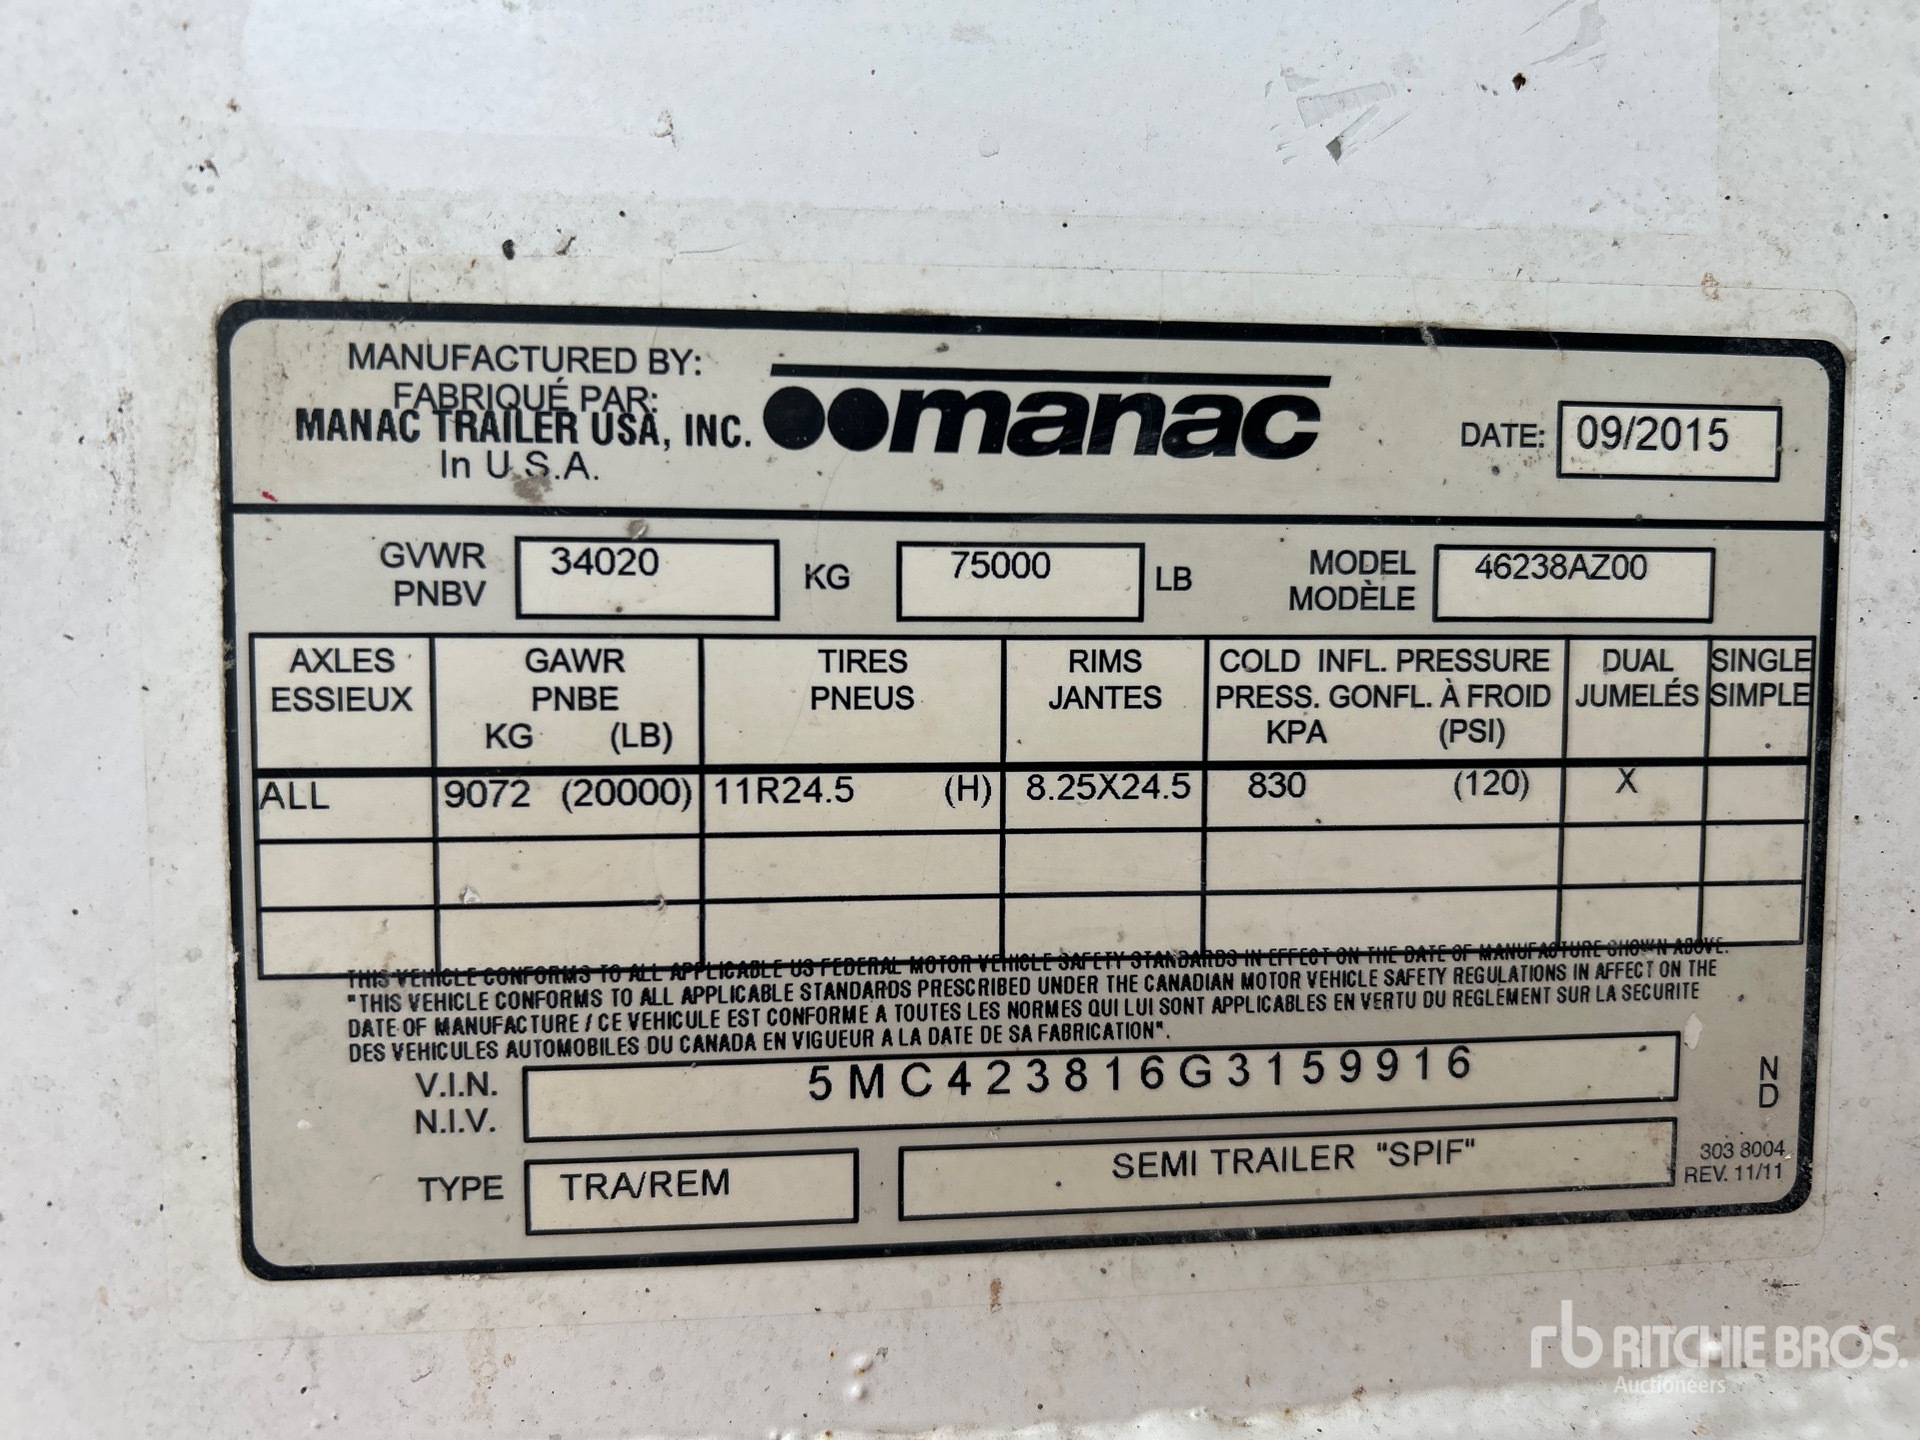 MANUFACTURED BY:
FABRIQUÉ PAR:
MANAC TRAILER USA, INC.
In U.S.A.
manac
DATE: 09/2015
GVWR 34020 KG 75000 LB MODEL 46238AZ00
PNBV MODÈLE
AXLES GAWR TIRES RIMS COLD INFL. PRESSURE DUAL SINGLE
ESSIEUX PNBE PNEUS JANTES PRESS. GONFL. À FROID JUMELÉS SIMPLE
KG (LB) KPA (PSI)
ALL 9072 (20000) 11R24.5 (H) 8.25X24.5 830 (120) X
THIS VEHICLE CONFORMS TO ALL APPLICABLE US FEDERAL MOTOR VEHICLE SAFETY STANDARDS IN EFFECT ON THE DATE OF MANUFACTURE SHOWN ABOVE.
"THIS VEHICLE CONFORMS TO ALL APPLICABLE STANDARDS PRESCRIBED UNDER THE CANADIAN MOTOR VEHICLE SAFETY REGULATIONS IN AFFECT ON THE
DATE OF MANUFACTURE / CE VEHICULE EST CONFORME A TOUTES LES NORMES QUI LUI SONT APPLICABLES EN VERTU DU REGLEMENT SUR LA SECURITE
DES VEHICULES AUTOMOBILES DU CANADA EN VIGUEUR A LA DATE DE SA FABRICATION".
V.I.N. 5MC423816G3159916
N.I.V.
N
D
TYPE TRA/REM SEMI TRAILER "SPIF"
303 8004
REV. 11/11
rb RITCHIE BROS.
Auctioneers